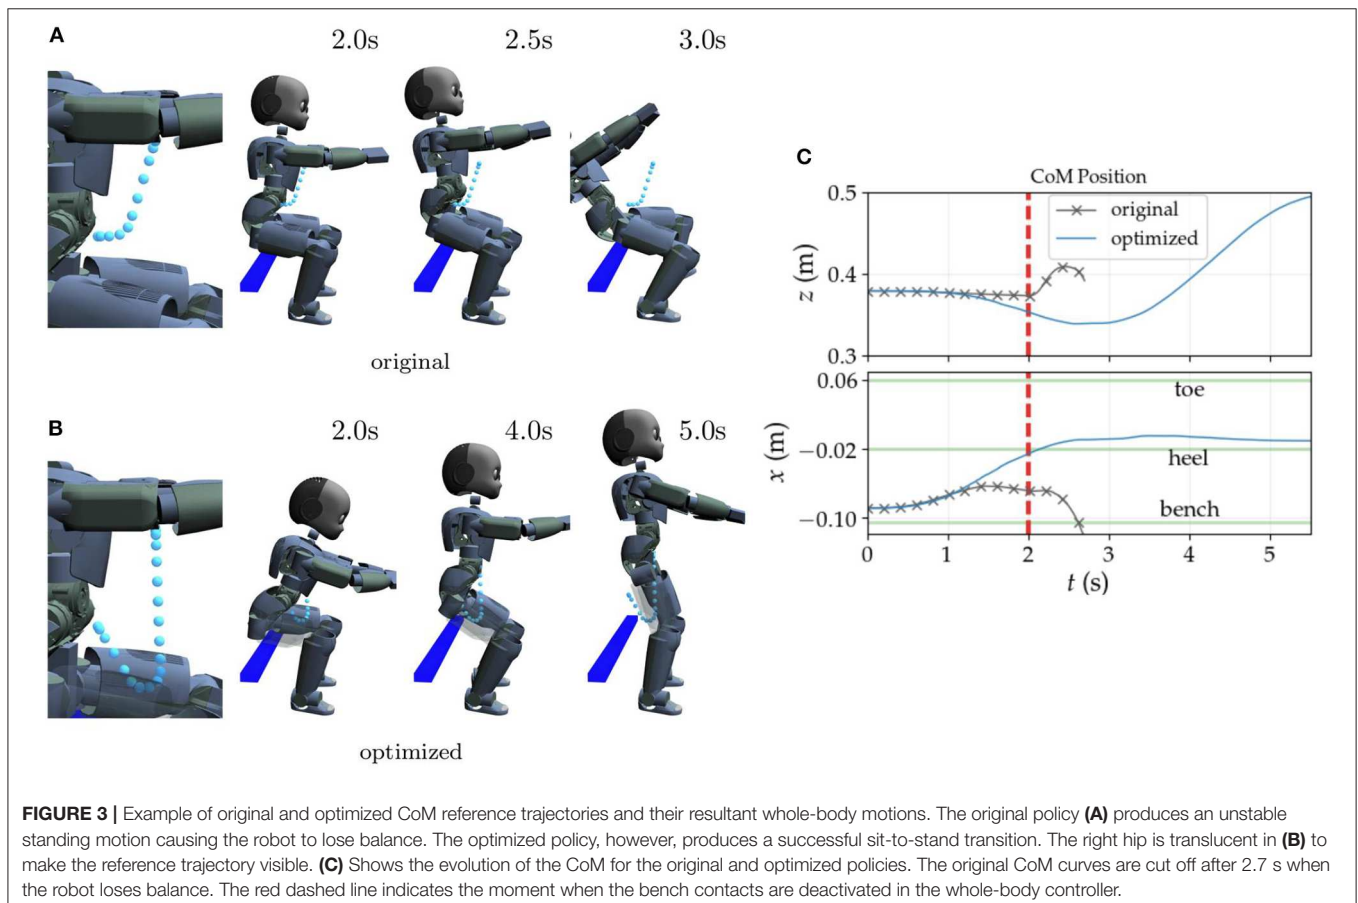 A
2.0s
2.5s
3.0s
original
B
2.0s
4.0s
5.0s
optimized
C
CoM Position
original
optimized
z (m)
0.5
0.4
0.3
x (m)
0.06
−0.02
−0.10
toe
heel
bench
0 1 2 3 4 5
t (s)
FIGURE 3 | Example of original and optimized CoM reference trajectories and their resultant whole-body motions. The original policy (A) produces an unstable
standing motion causing the robot to lose balance. The optimized policy, however, produces a successful sit-to-stand transition. The right hip is translucent in (B) to
make the reference trajectory visible. (C) Shows the evolution of the CoM for the original and optimized policies. The original CoM curves are cut off after 2.7 s when
the robot loses balance. The red dashed line indicates the moment when the bench contacts are deactivated in the whole-body controller.